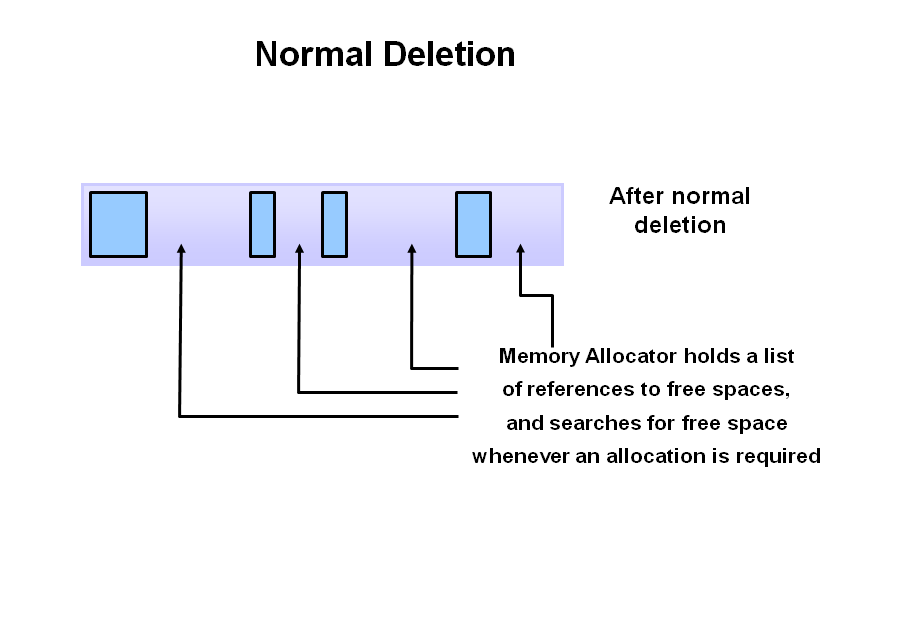 Normal Deletion
After normal
deletion
Memory Allocator holds a list
of references to free spaces,
and searches for free space
whenever an allocation is required